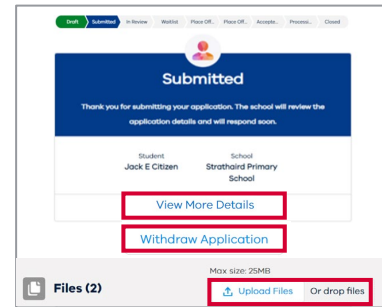 Draft Submitted In Review Waitlist Place Off... Place Off... Accepte... Processi... Closed
Submitted
Thank you for submitting your application. The school will review the
application details and will respond soon.
Student School
Jack E Citizen Strathaird Primary
School
View More Details
Withdraw Application
Max size: 25MB
Files (2)
Upload Files Or drop files